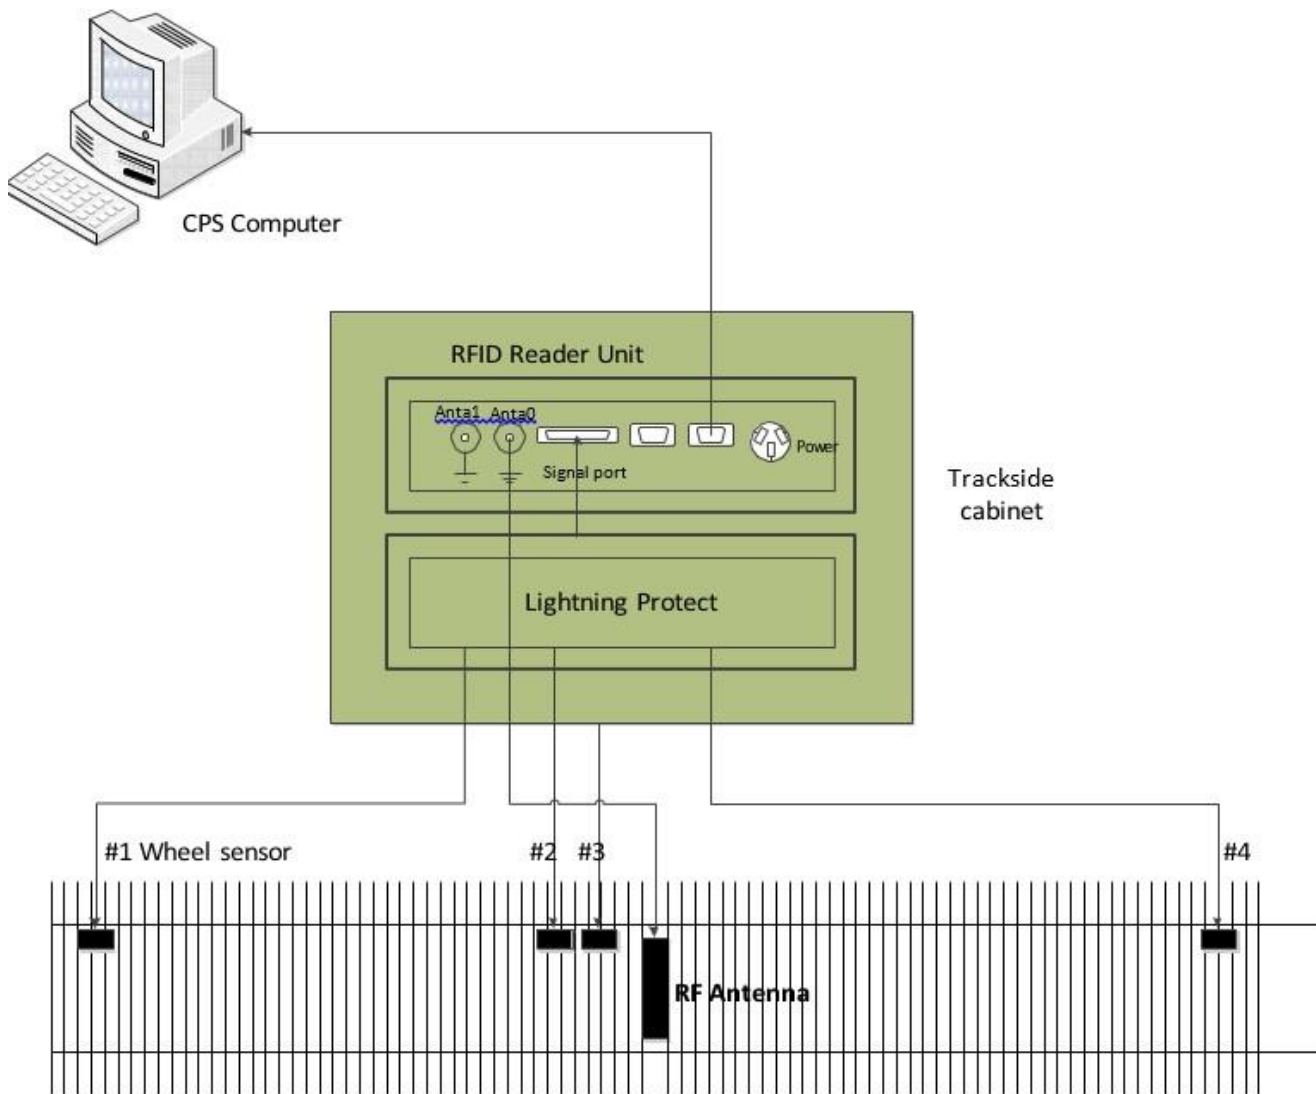 CPS Computer
RFID Reader Unit
Anta1 Anta0
Power
Signal port
Trackside
cabinet
Lightning Protect
#1 Wheel sensor
#2 #3
#4
RF Antenna